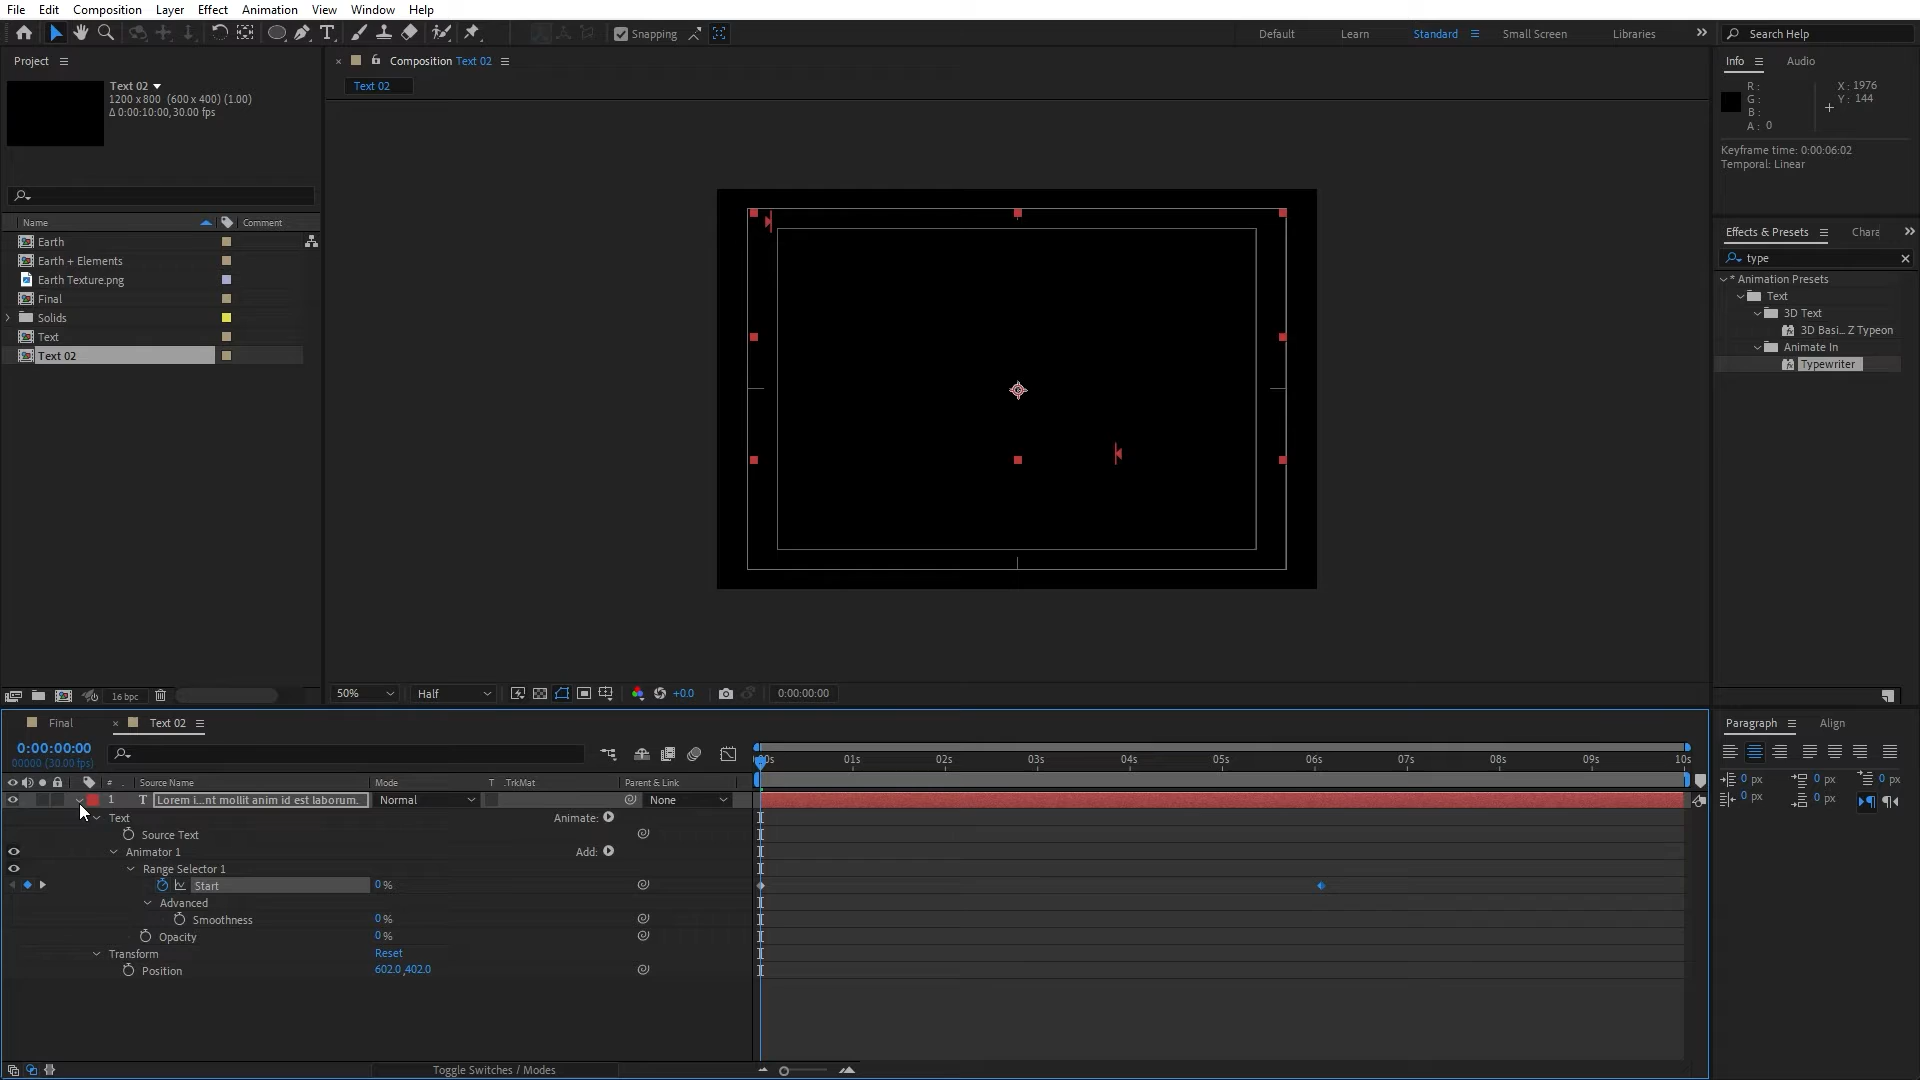 File Edit Composition Layer Effect Animation View Window Help
Snapping
Default Learn Standard Small Screen Libraries Search Help
Project
Text 02
1200 x 800 (600 x 400) (1.00)
Δ 0:00:10:00, 30.00 fps
Name Comment
Earth
Earth + Elements
Earth Texture.png
Final
Solids
Text
Text 02
16 bpc
Composition Text 02
Text 02
50% Half +0.0 0:00:00:00
Info Audio
R :
G :
B :
A : 0
X : 1976
Y : 144
Keyframe time: 0:00:06:02
Temporal: Linear
Effects & Presets Chara
type
* Animation Presets
Text
3D Text
3D Basi... Z Typeon
Animate In
Typewriter
Final Text 02
0:00:00:00
00000 (30.00 fps)
# Source Name Mode T .TrkMat Parent & Link
1 T Lorem i...nt mollit anim id est laborum. Normal None
Text Animate:
Source Text
Animator 1 Add:
Range Selector 1
Start 0 %
Advanced
Smoothness 0 %
Opacity 0 %
Transform Reset
Position 602.0 ,402.0
01s 02s 03s 04s 05s 06s 07s 08s 09s 10s
Toggle Switches / Modes
Paragraph Align
0 px 0 px 0 px
0 px 0 px